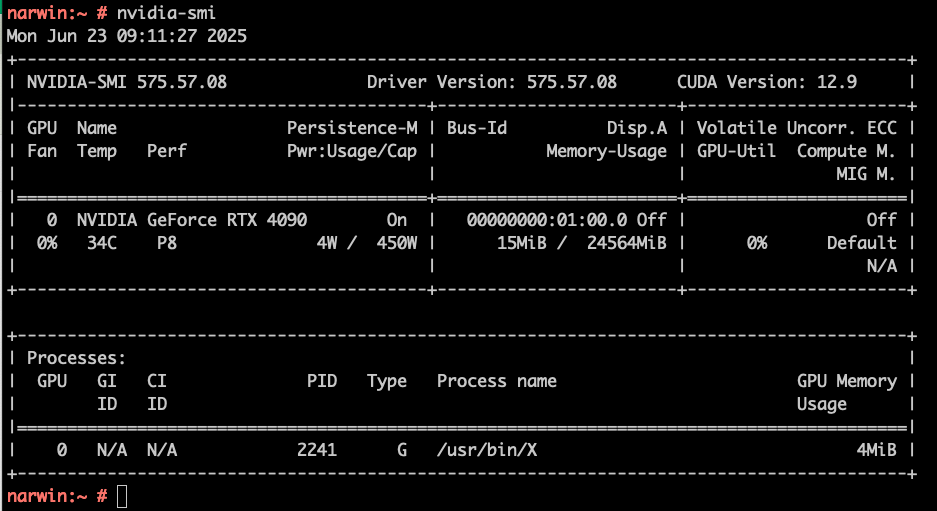 narwin:~ # nvidia-smi
Mon Jun 23 09:11:27 2025
+-----------------------------------------------------------------------------------------+
| NVIDIA-SMI 575.57.08              Driver Version: 575.57.08      CUDA Version: 12.9     |
|-----------------------------------------+------------------------+----------------------+
| GPU  Name                 Persistence-M | Bus-Id          Disp.A | Volatile Uncorr. ECC |
| Fan  Temp   Perf          Pwr:Usage/Cap |           Memory-Usage | GPU-Util  Compute M. |
|                                         |                        |               MIG M. |
|=========================================+========================+======================|
|   0  NVIDIA GeForce RTX 4090        On  |   00000000:01:00.0 Off |                  Off |
| 0%   34C    P8               4W /  450W |      15MiB /  24564MiB |      0%      Default |
|                                         |                        |                  N/A |
+-----------------------------------------+------------------------+----------------------+

+-----------------------------------------------------------------------------------------+
| Processes:                                                                              |
|  GPU   GI   CI              PID   Type   Process name                        GPU Memory |
|        ID   ID                                                               Usage      |
|=========================================================================================|
|    0   N/A  N/A            2241      G   /usr/bin/X                                4MiB |
+-----------------------------------------------------------------------------------------+
narwin:~ #